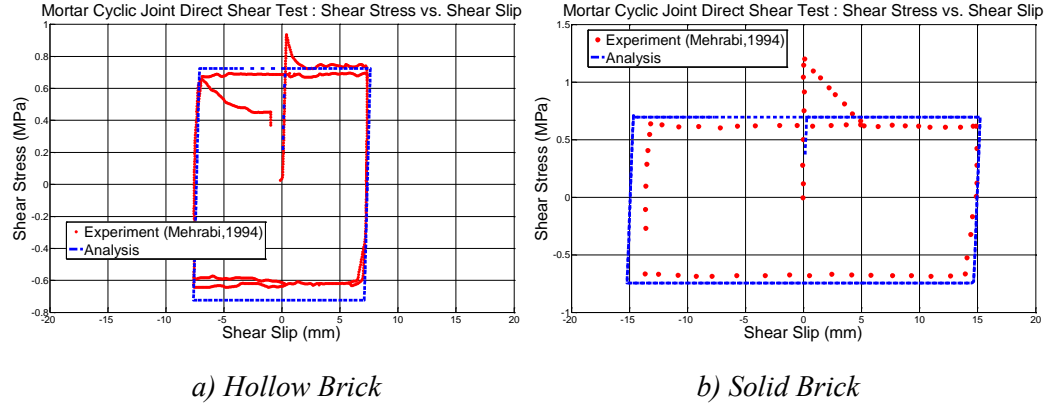 Mortar Cyclic Joint Direct Shear Test : Shear Stress vs. Shear Slip
1
0.8
0.6
0.4
0.2
0
-0.2
-0.4
-0.6
-0.8
Shear Stress (MPa)
Experiment (Mehrabi,1994)
Analysis
-20 -15 -10 -5 0 5 10 15 20
Shear Slip (mm)
a) Hollow Brick
Mortar Cyclic Joint Direct Shear Test : Shear Stress vs. Shear Slip
1.5
1
0.5
0
-0.5
-1
Shear Stress (MPa)
Experiment (Mehrabi,1994)
Analysis
-20 -15 -10 -5 0 5 10 15 20
Shear Slip (mm)
b) Solid Brick